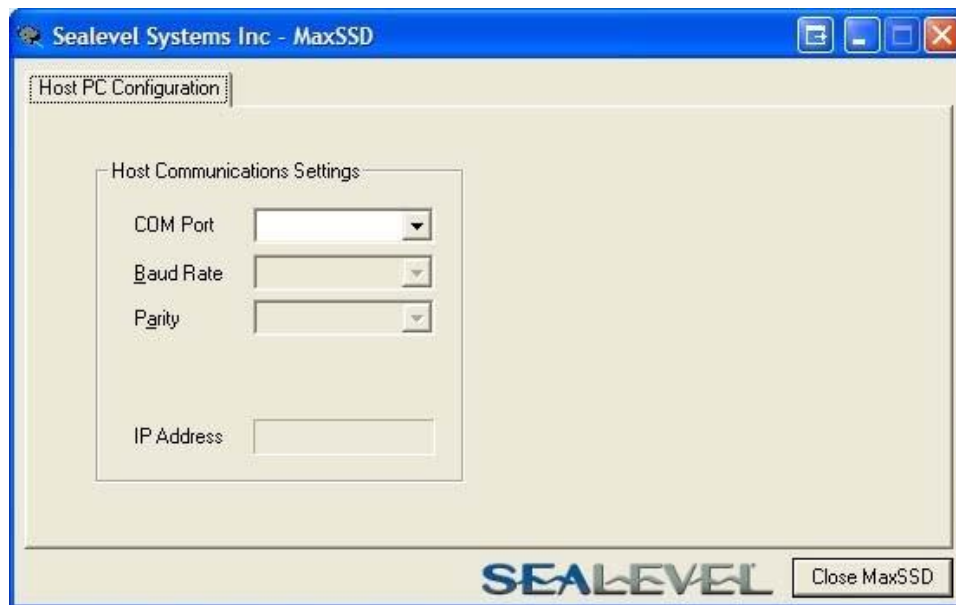 Sealevel Systems Inc - MaxSSD
Host PC Configuration
Host Communications Settings
COM Port
Baud Rate
Parity
IP Address
SEALEVEL
Close MaxSSD